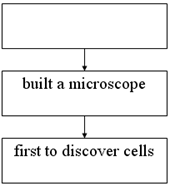 built a microscope
first to discover cells